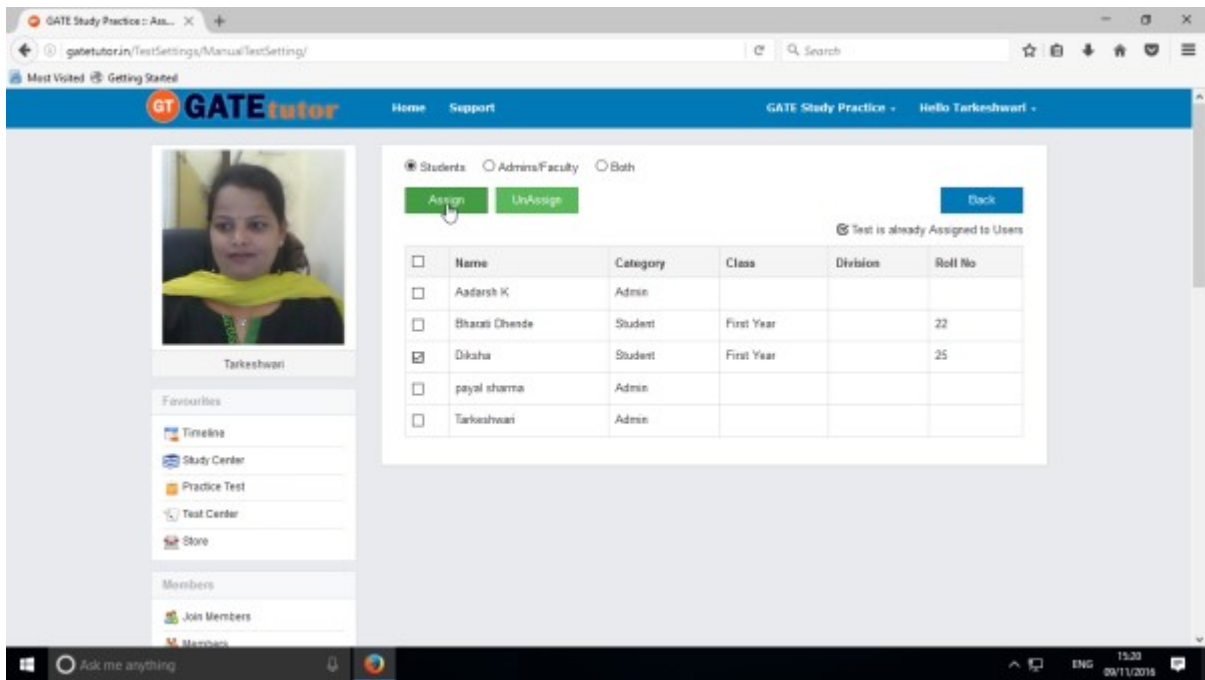 GATE Study Practice :: Ass...
gatetutor.in/TestSettings/ManualTestSetting/
Search
Most Visited Getting Started
GT GATEtutor Home Support GATE Study Practice Hello Tarkeshwari
Students Admins/Faculty Both
Assign UnAssign Back
Test is already Assigned to Users
Name Category Class Division Roll No
Aadarsh K Admin
Bharati Dhende Student First Year 22
Diksha Student First Year 25
payal sharma Admin
Tarkeshwari Admin
Tarkeshwari
Favourites
Timeline
Study Center
Practice Test
Test Center
Store
Members
Join Members
Members
Ask me anything ENG 15:20
09/11/2016